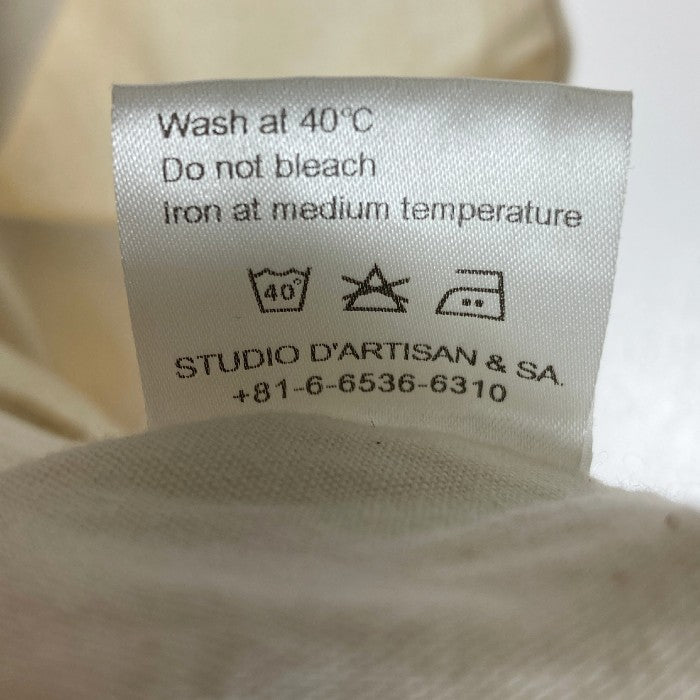 Wash at 40°C
Do not bleach
Iron at medium temperature
40°
STUDIO D'ARTISAN & SA.
+81-6-6536-6310